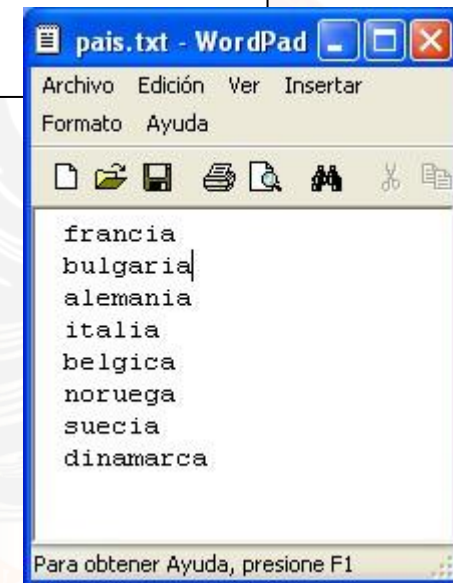 pais.txt - WordPad
Archivo Edición Ver Insertar
Formato Ayuda
francia
bulgaria
alemania
italia
belgica
noruega
suecia
dinamarca
Para obtener Ayuda, presione F1